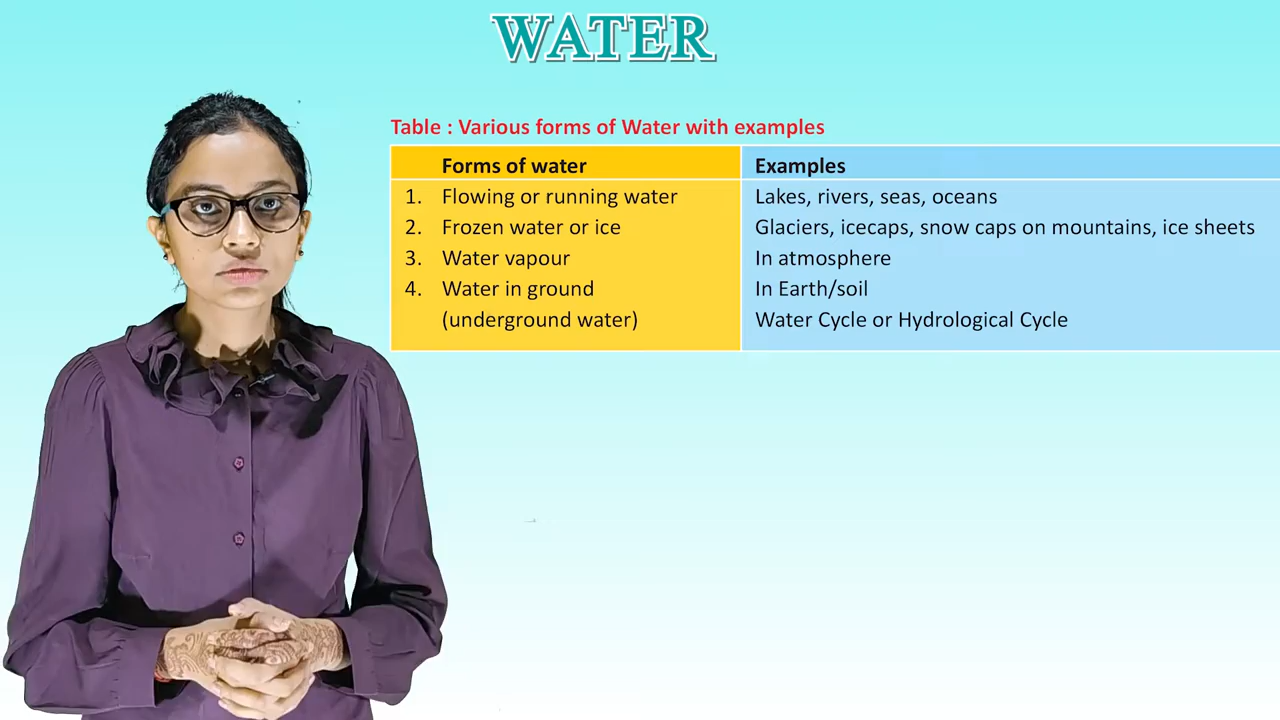 WATER
Table : Various forms of Water with examples
Forms of water Examples
1. Flowing or running water Lakes, rivers, seas, oceans
2. Frozen water or ice Glaciers, icecaps, snow caps on mountains, ice sheets
3. Water vapour In atmosphere
4. Water in ground In Earth/soil
(underground water) Water Cycle or Hydrological Cycle